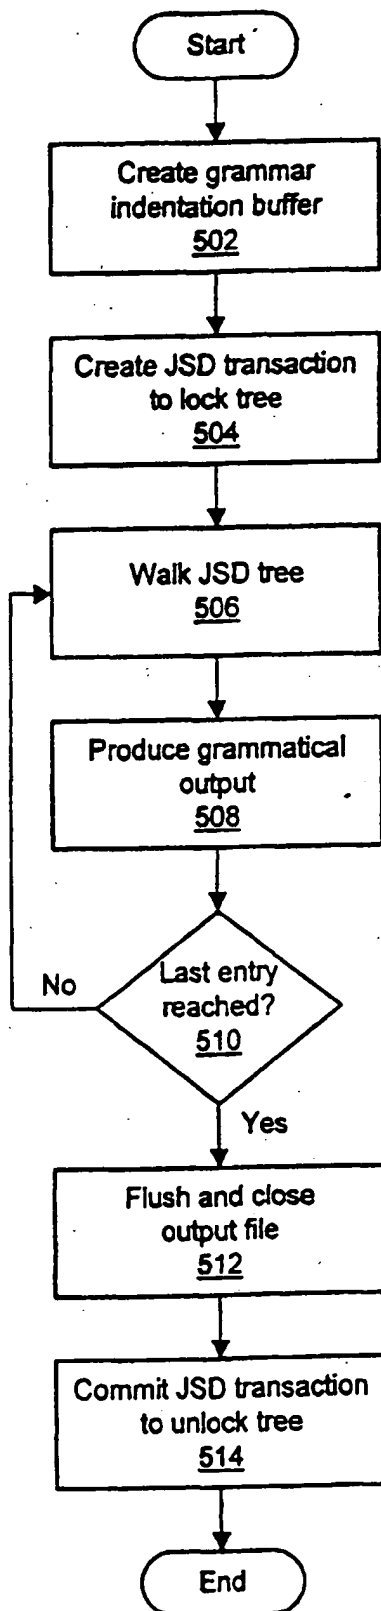 Start
Create grammar
indentation buffer
502
Create JSD transaction
to lock tree
504
Walk JSD tree
506
Produce grammatical
output
508
Last entry
reached?
510
No
Yes
Flush and close
output file
512
Commit JSD transaction
to unlock tree
514
End